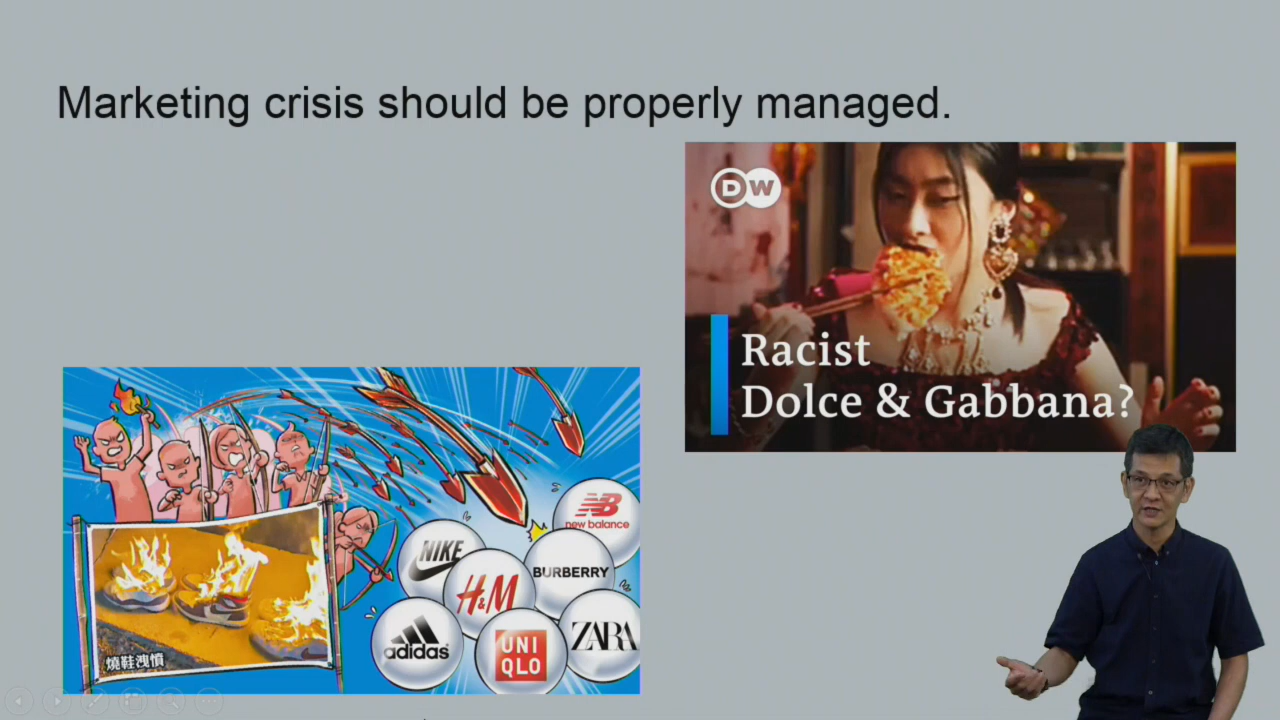 Marketing crisis should be properly managed.
DW
Racist
Dolce & Gabbana?
new balance
NIKE
BURBERRY
H&M
adidas
UNI
QLO
ZARA
燒鞋洩憤